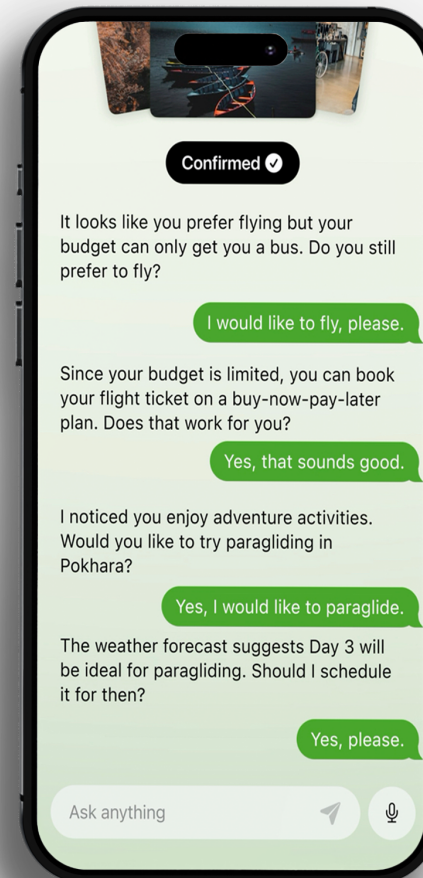 Confirmed
It looks like you prefer flying but your
budget can only get you a bus. Do you still
prefer to fly?
I would like to fly, please.
Since your budget is limited, you can book
your flight ticket on a buy-now-pay-later
plan. Does that work for you?
Yes, that sounds good.
I noticed you enjoy adventure activities.
Would you like to try paragliding in
Pokhara?
Yes, I would like to paraglide.
The weather forecast suggests Day 3 will
be ideal for paragliding. Should I schedule
it for then?
Yes, please.
Ask anything